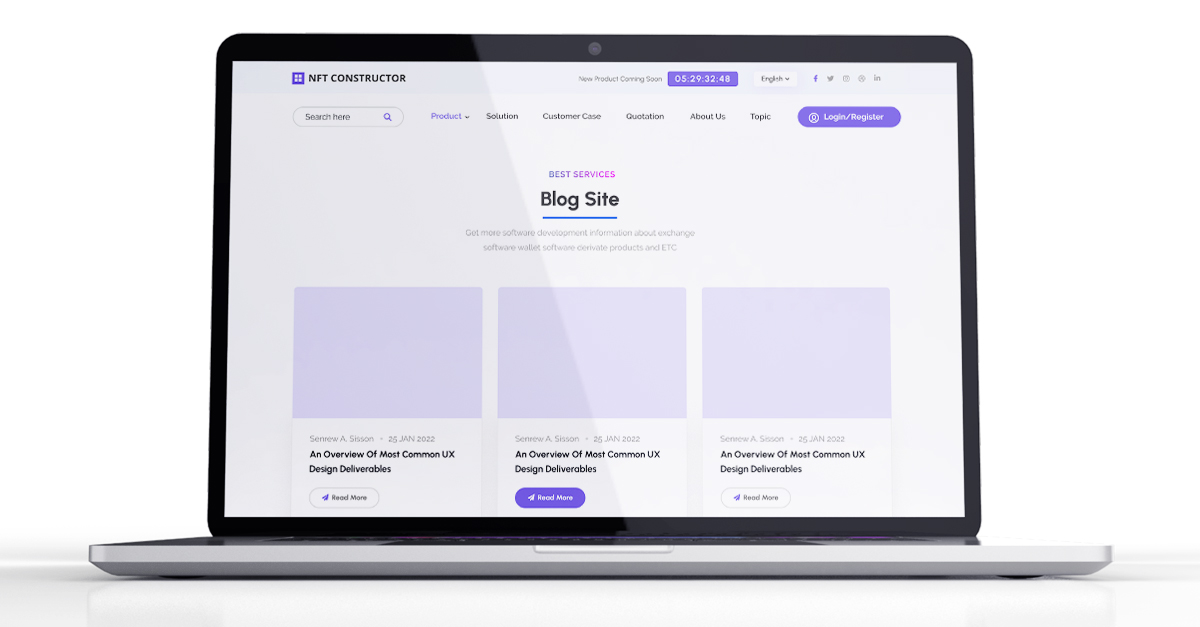 NFT CONSTRUCTOR
New Product Coming Soon
05:29:32:48
English
Search here
Product
Solution
Customer Case
Quotation
About Us
Topic
Login/Register
BEST SERVICES
Blog Site
Get more software development information about exchange
software wallet software derivate products and ETC
Senrew A. Sisson • 25 JAN 2022
An Overview Of Most Common UX
Design Deliverables
Read More
Senrew A. Sisson • 25 JAN 2022
An Overview Of Most Common UX
Design Deliverables
Read More
Senrew A. Sisson • 25 JAN 2022
An Overview Of Most Common UX
Design Deliverables
Read More